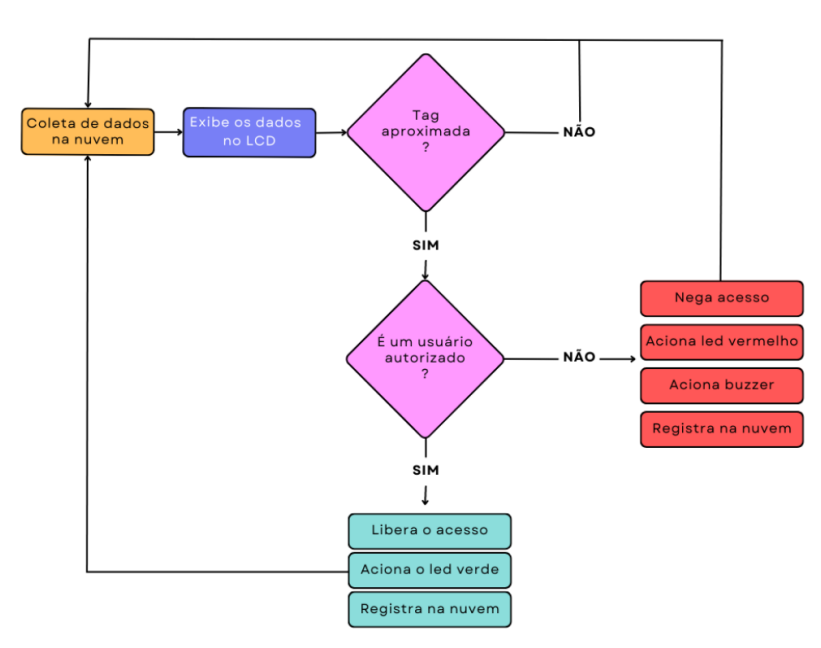 Coleta de dados
na nuvem
Exibe os dados
no LCD
Tag
aproximada
?
NÃO
SIM
É um usuário
autorizado
?
NÃO
Nega acesso
Aciona led vermelho
Aciona buzzer
Registra na nuvem
SIM
Libera o acesso
Aciona o led verde
Registra na nuvem